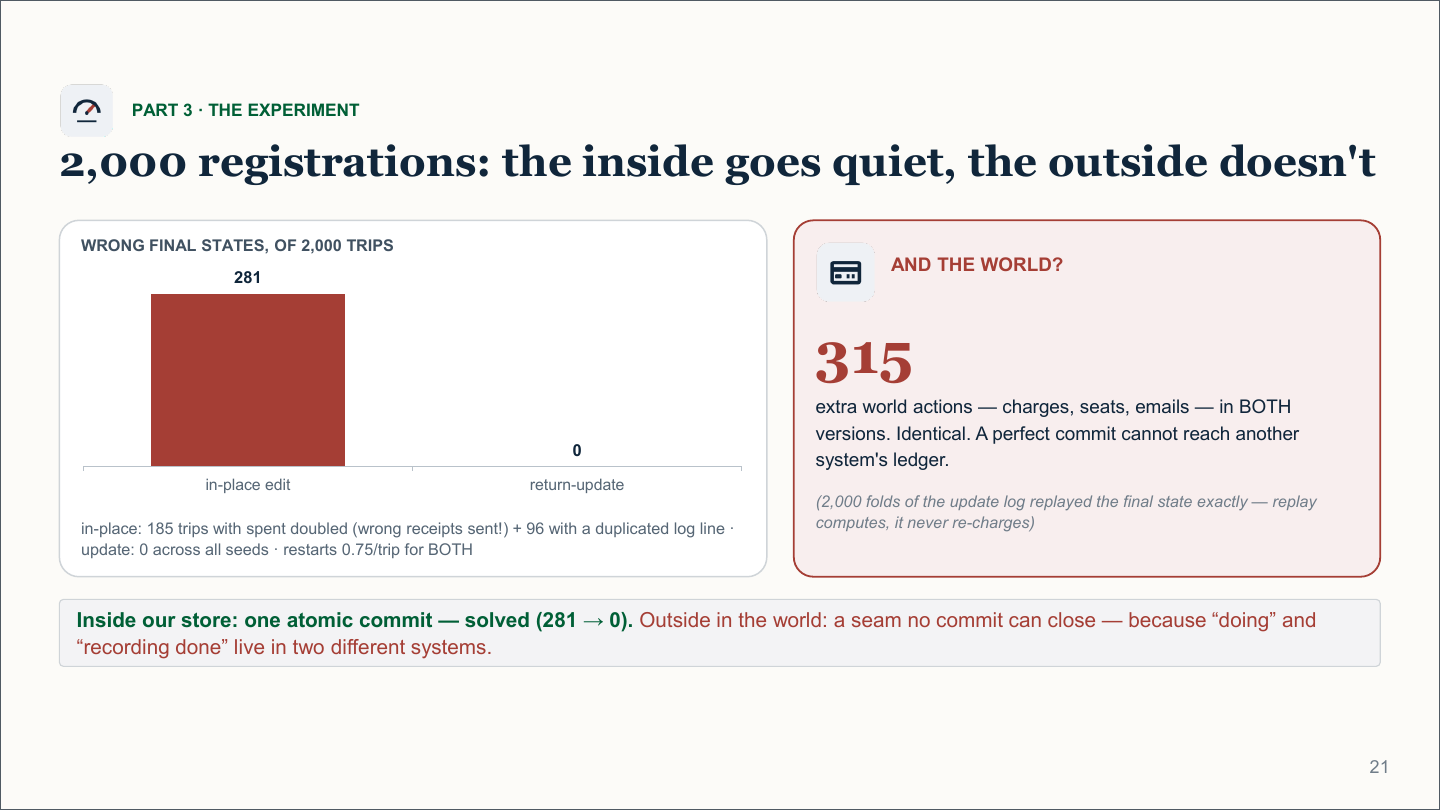 PART 3 · THE EXPERIMENT
2,000 registrations: the inside goes quiet, the outside doesn't
WRONG FINAL STATES, OF 2,000 TRIPS
281
0
in-place edit
return-update
in-place: 185 trips with spent doubled (wrong receipts sent!) + 96 with a duplicated log line ·
update: 0 across all seeds · restarts 0.75/trip for BOTH
AND THE WORLD?
315
extra world actions — charges, seats, emails — in BOTH
versions. Identical. A perfect commit cannot reach another
system's ledger.
(2,000 folds of the update log replayed the final state exactly — replay
computes, it never re-charges)
Inside our store: one atomic commit — solved (281 → 0). Outside in the world: a seam no commit can close — because “doing” and
“recording done” live in two different systems.
21